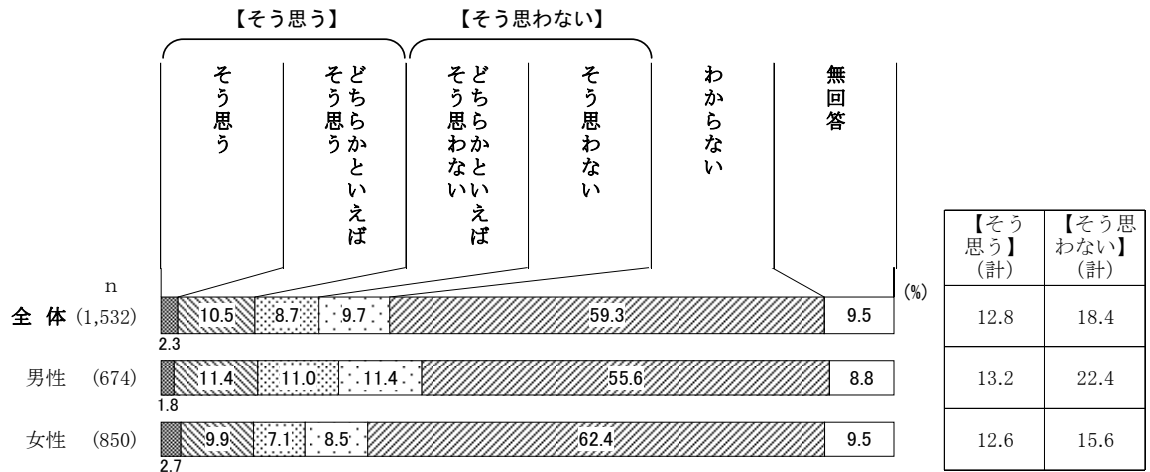 【そう思う】 【そう思わない】
そう思う
どちらかといえば
そう思う
どちらかといえば
そう思わない
そう思わない
わからない
無回答
【そう
思う】
(計)
【そう思
わない】
(計)
n
(%)
全 体 (1,532) 10.5 8.7 9.7 59.3 9.5 12.8 18.4
2.3
男性 (674) 11.4 11.0 11.4 55.6 8.8 13.2 22.4
1.8
女性 (850) 9.9 7.1 8.5 62.4 9.5 12.6 15.6
2.7